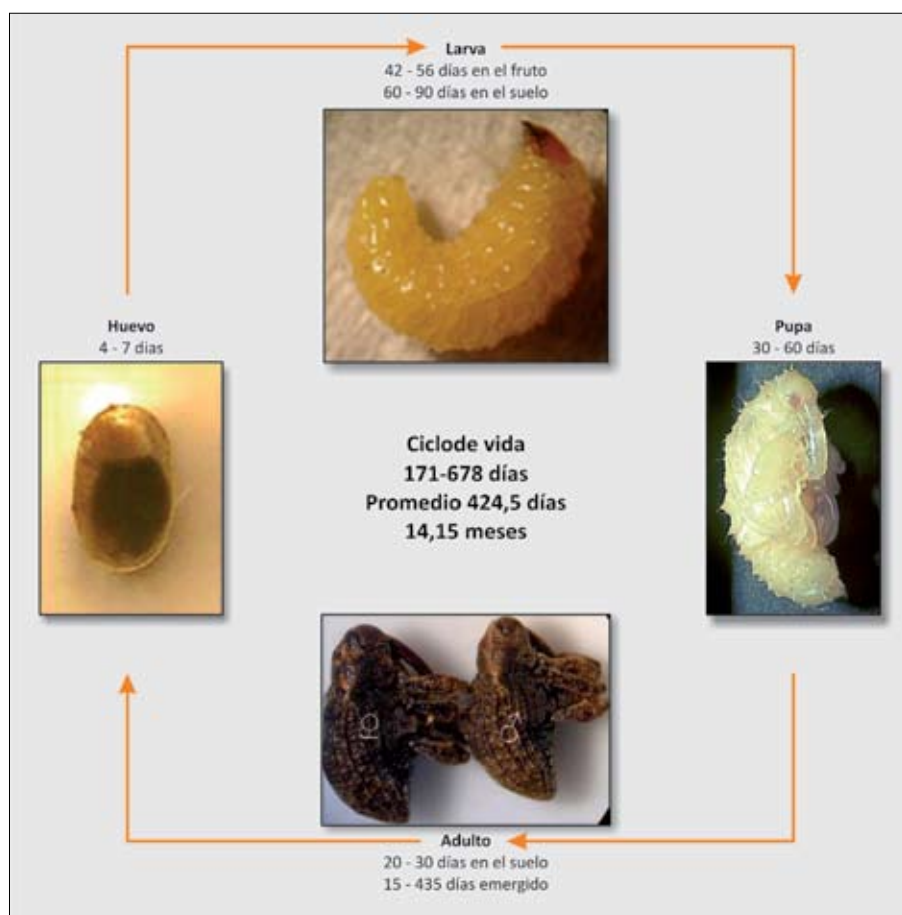 Larva
42 - 56 días en el fruto
60 - 90 días en el suelo
Huevo
4 - 7 dias
Pupa
30 - 60 días
Ciclode vida
171-678 días
Promedio 424,5 días
14,15 meses
♀
♂
Adulto
20 - 30 días en el suelo
15 - 435 días emergido